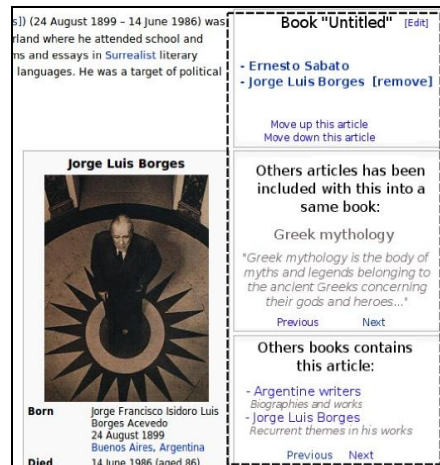 s]) (24 August 1899 – 14 June 1986) was
rland where he attended school and
ms and essays in Surrealist literary
languages. He was a target of political
Jorge Luis Borges
Born Jorge Francisco Isidoro Luis
Borges Acevedo
24 August 1899
Buenos Aires, Argentina
Died 14 June 1986 (aged 86)
Book "Untitled" [Edit]
- Ernesto Sabato
- Jorge Luis Borges [remove]
Move up this article
Move down this article
Others articles has been
included with this into a
same book:
Greek mythology
"Greek mythology is the body of
myths and legends belonging to
the ancient Greeks concerning
their gods and heroes..."
Previous Next
Others books contains
this article:
- Argentine writers
Biographies and works
- Jorge Luis Borges
Recurrent themes in his works
Previous Next